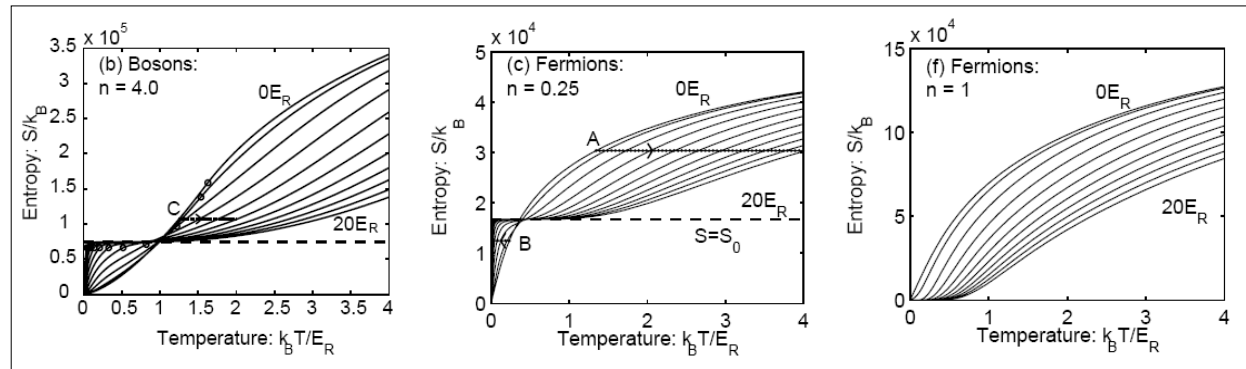 x 10^5
3.5
3
2.5
2
1.5
1
0.5
0
(b) Bosons:
n = 4.0
0E_R
C
20E_R
Entropy: S/k_B
0 0.5 1 1.5 2 2.5 3 3.5 4
Temperature: k_BT/E_R
x 10^4
5
4
3
2
1
0
(c) Fermions:
n = 0.25
0E_R
A
20E_R
S=S_0
B
Entropy: S/k_B
0 1 2 3 4
Temperature: k_BT/E_R
x 10^4
15
10
5
0
(f) Fermions:
n = 1
0E_R
20E_R
Entropy: S/k_B
0 1 2 3 4
Temperature: k_BT/E_R